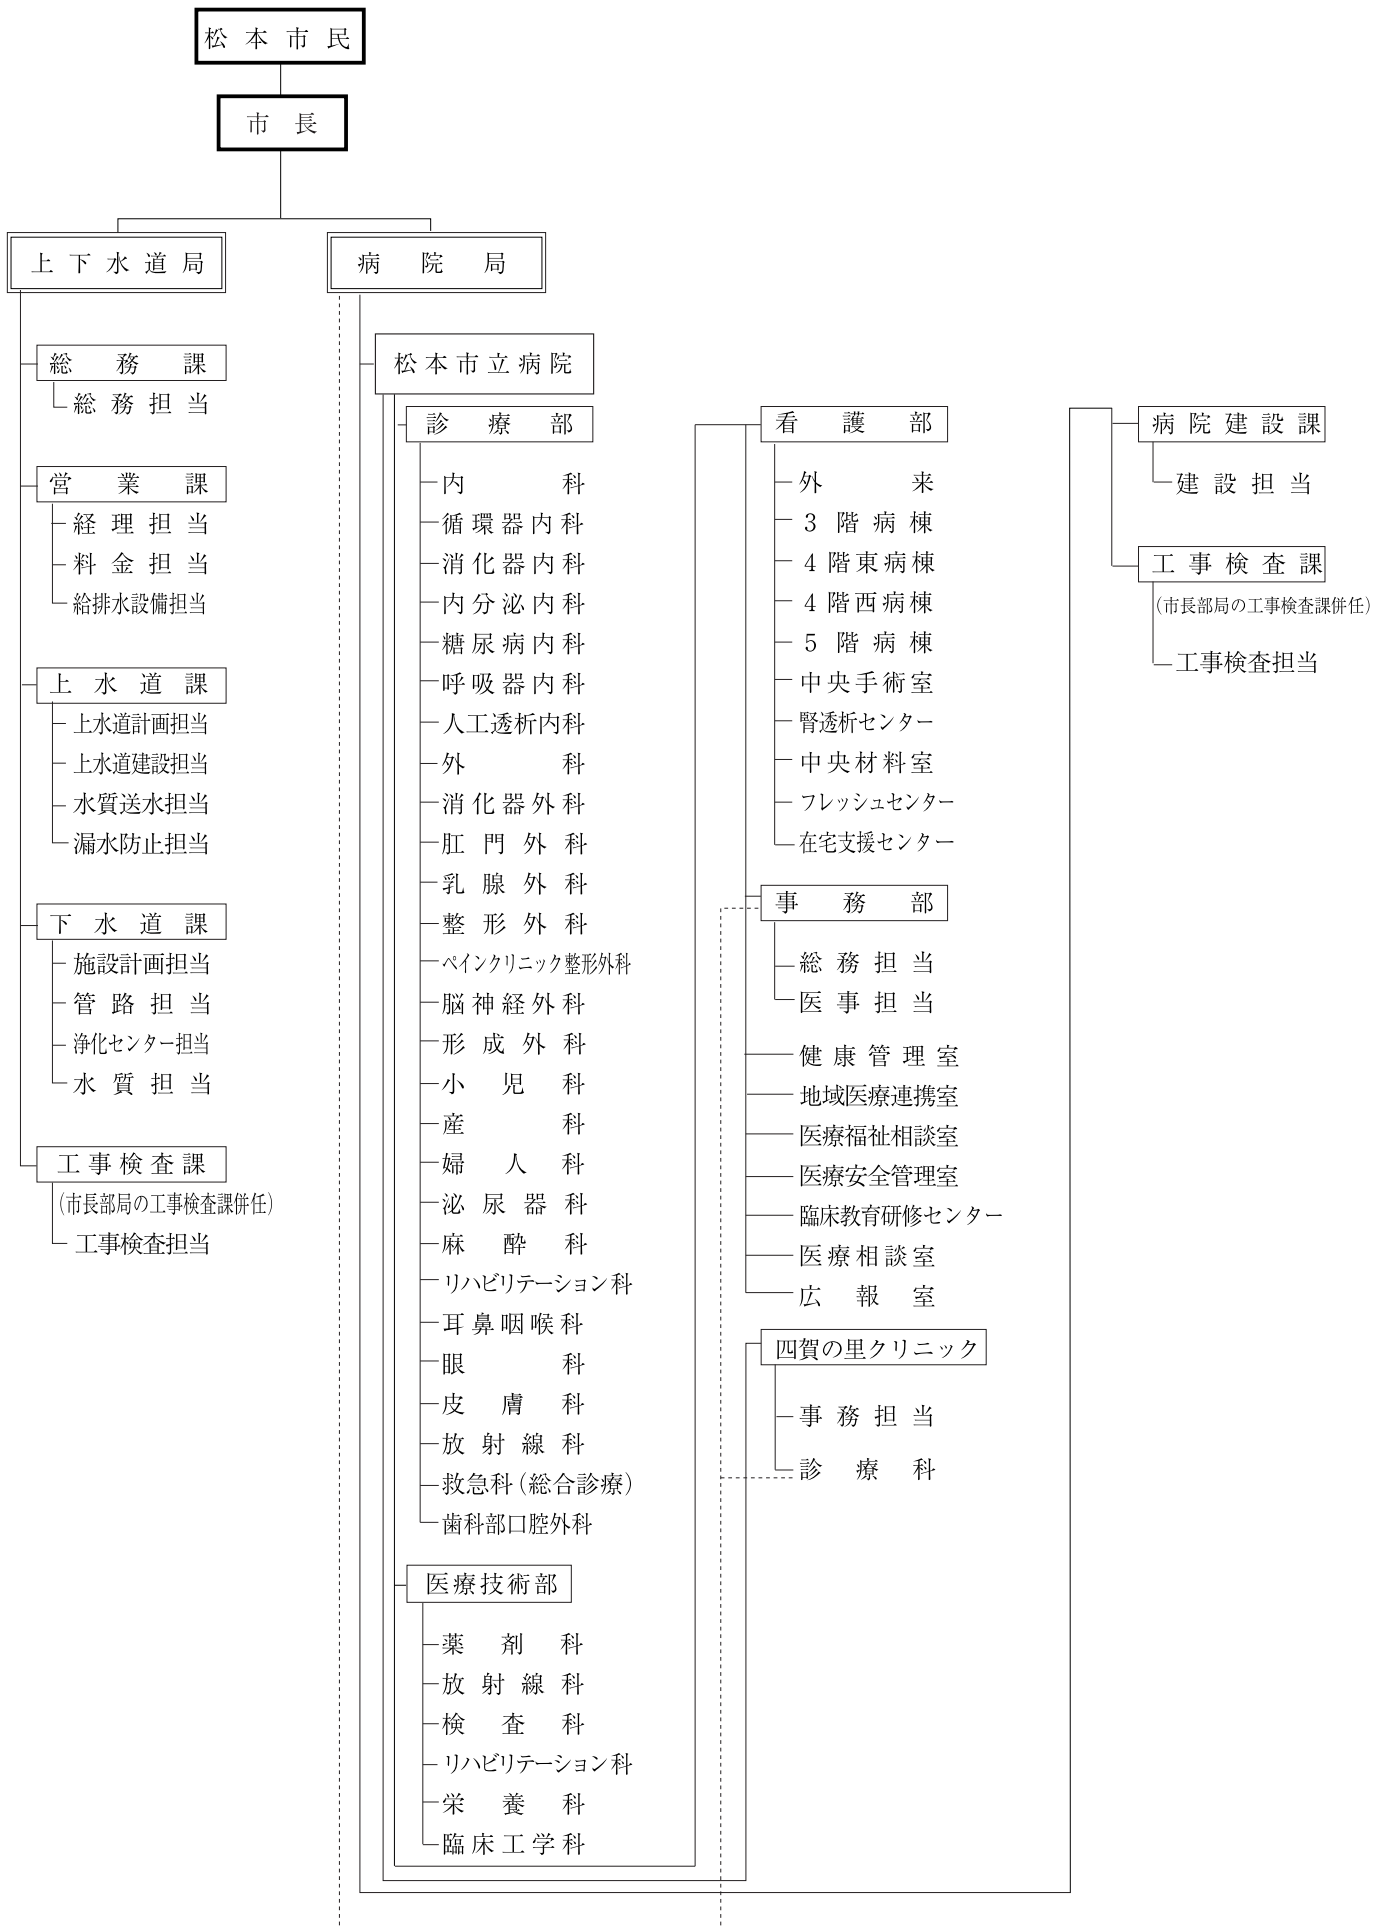 松本市民
市長
上下水道局
総務課
総務担当
営業課
経理担当
料金担当
給排水設備担当
上水道課
上水道計画担当
上水道建設担当
水質送水担当
漏水防止担当
下水道課
施設計画担当
管路担当
浄化センター担当
水質担当
工事検査課
(市長部局の工事検査課併任)
工事検査担当
病院局
松本市立病院
診療部
内科
循環器内科
消化器内科
内分泌内科
糖尿病内科
呼吸器内科
人工透析内科
外科
消化器外科
肛門外科
乳腺外科
整形外科
ペインクリニック整形外科
脳神経外科
形成外科
小児科
産科
婦人科
泌尿器科
麻酔科
リハビリテーション科
耳鼻咽喉科
眼科
皮膚科
放射線科
救急科(総合診療)
歯科部口腔外科
医療技術部
薬剤科
放射線科
検査科
リハビリテーション科
栄養科
臨床工学科
看護部
外来
3階病棟
4階東病棟
4階西病棟
5階病棟
中央手術室
腎透析センター
中央材料室
フレッシュセンター
在宅支援センター
事務部
総務担当
医事担当
健康管理室
地域医療連携室
医療福祉相談室
医療安全管理室
臨床教育研修センター
医療相談室
広報室
四賀の里クリニック
事務担当
診療科
病院建設課
建設担当
工事検査課
(市長部局の工事検査課併任)
工事検査担当